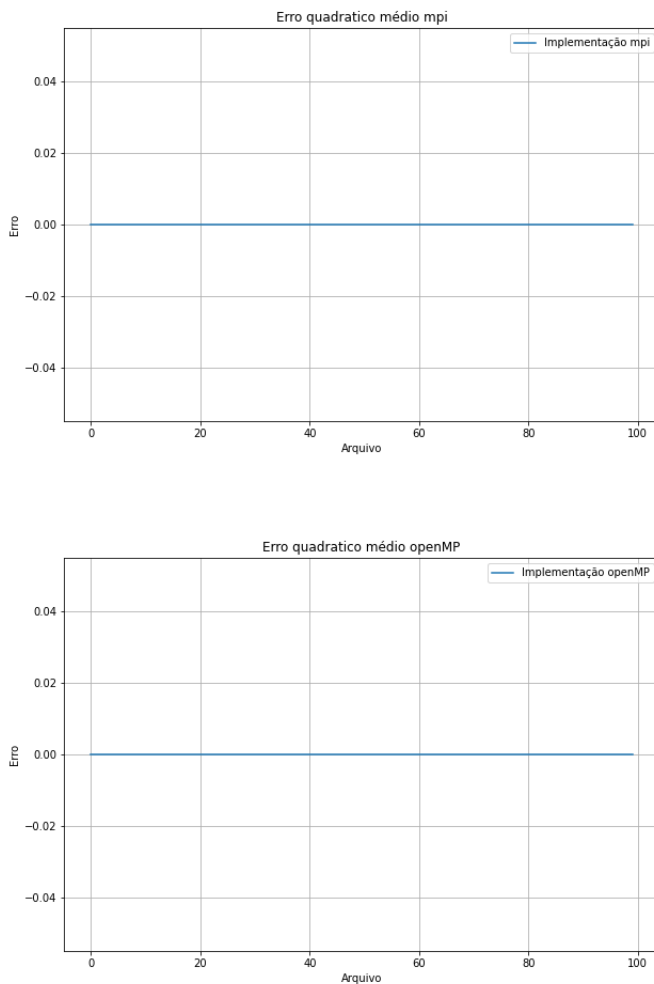 Erro quadratico médio mpi
Implementação mpi
0.04
0.02
0.00
−0.02
−0.04
Erro
0 20 40 60 80 100
Arquivo
Erro quadratico médio openMP
Implementação openMP
0.04
0.02
0.00
−0.02
−0.04
Erro
0 20 40 60 80 100
Arquivo